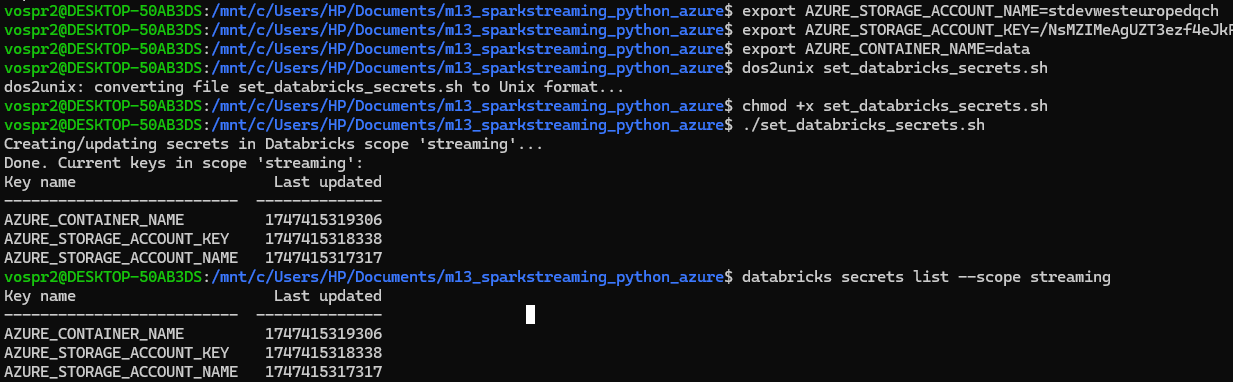 vospr2@DESKTOP-50AB3DS:/mnt/c/Users/HP/Documents/m13_sparkstreaming_python_azure$ export AZURE_STORAGE_ACCOUNT_NAME=stdevwesteuropedqch
vospr2@DESKTOP-50AB3DS:/mnt/c/Users/HP/Documents/m13_sparkstreaming_python_azure$ export AZURE_STORAGE_ACCOUNT_KEY=/NsMZIMeAgUZT3ezf4eJkF
vospr2@DESKTOP-50AB3DS:/mnt/c/Users/HP/Documents/m13_sparkstreaming_python_azure$ export AZURE_CONTAINER_NAME=data
vospr2@DESKTOP-50AB3DS:/mnt/c/Users/HP/Documents/m13_sparkstreaming_python_azure$ dos2unix set_databricks_secrets.sh
dos2unix: converting file set_databricks_secrets.sh to Unix format...
vospr2@DESKTOP-50AB3DS:/mnt/c/Users/HP/Documents/m13_sparkstreaming_python_azure$ chmod +x set_databricks_secrets.sh
vospr2@DESKTOP-50AB3DS:/mnt/c/Users/HP/Documents/m13_sparkstreaming_python_azure$ ./set_databricks_secrets.sh
Creating/updating secrets in Databricks scope 'streaming'...
Done. Current keys in scope 'streaming':
Key name                      Last updated
--------------------------  --------------
AZURE_CONTAINER_NAME         1747415319306
AZURE_STORAGE_ACCOUNT_KEY    1747415318338
AZURE_STORAGE_ACCOUNT_NAME   1747415317317
vospr2@DESKTOP-50AB3DS:/mnt/c/Users/HP/Documents/m13_sparkstreaming_python_azure$ databricks secrets list --scope streaming
Key name                      Last updated
--------------------------  --------------
AZURE_CONTAINER_NAME         1747415319306
AZURE_STORAGE_ACCOUNT_KEY    1747415318338
AZURE_STORAGE_ACCOUNT_NAME   1747415317317